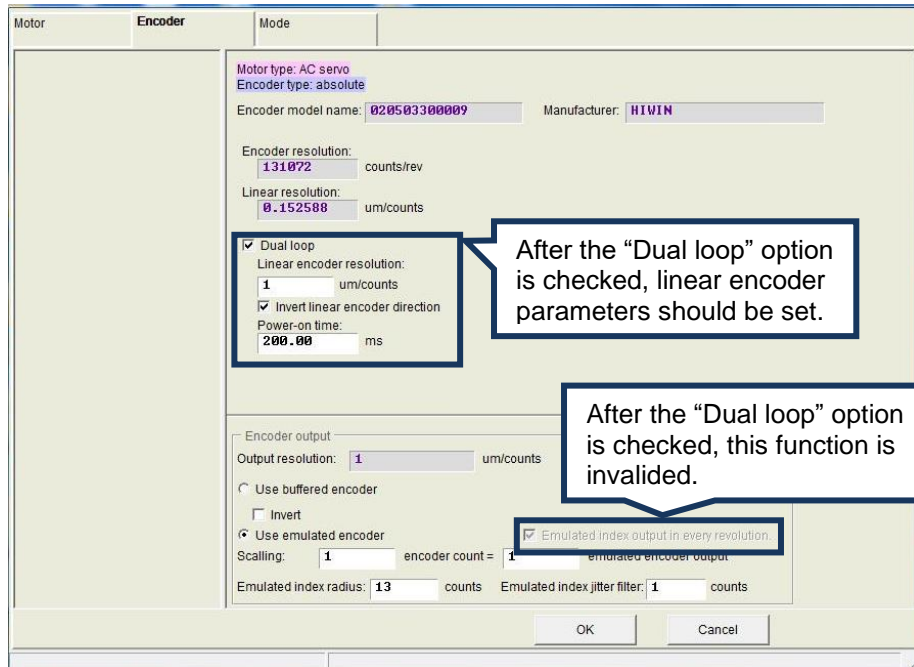 Motor Encoder Mode
Motor type: AC servo
Encoder type: absolute
Encoder model name: 020503300009 Manufacturer: HIWIN
Encoder resolution:
131072 counts/rev
Linear resolution:
0.152588 um/counts
Dual loop
Linear encoder resolution:
1 um/counts
Invert linear encoder direction
Power-on time:
200.00 ms
After the “Dual loop” option
is checked, linear encoder
parameters should be set.
After the “Dual loop” option
is checked, this function is
invalided.
Encoder output
Output resolution: 1 um/counts
Use buffered encoder
Invert
Use emulated encoder Emulated index output in every revolution.
Scalling: 1 encoder count = 1 emulated encoder output
Emulated index radius: 13 counts Emulated index jitter filter: 1 counts
OK Cancel